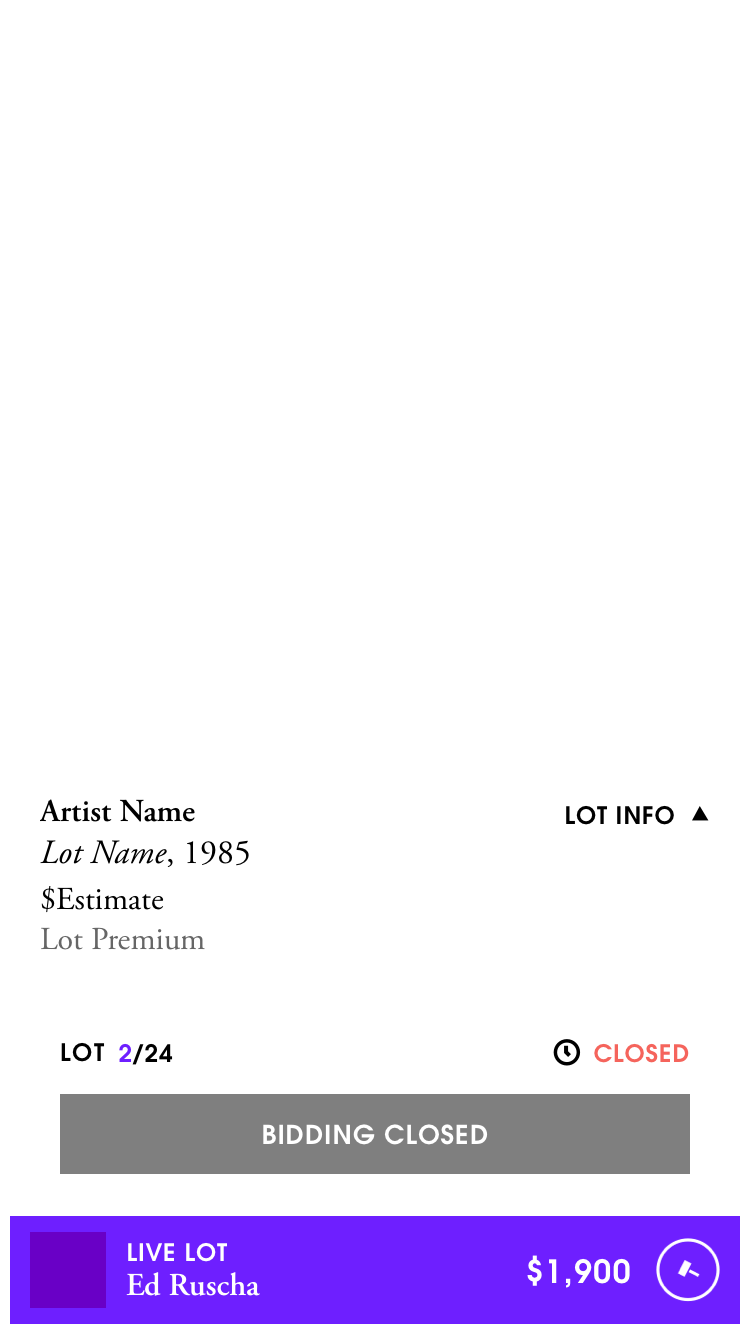 Artist Name
LOT INFO
Lot Name, 1985
$Estimate
Lot Premium
LOT 2/24
CLOSED
BIDDING CLOSED
LIVE LOT
Ed Ruscha
$1,900